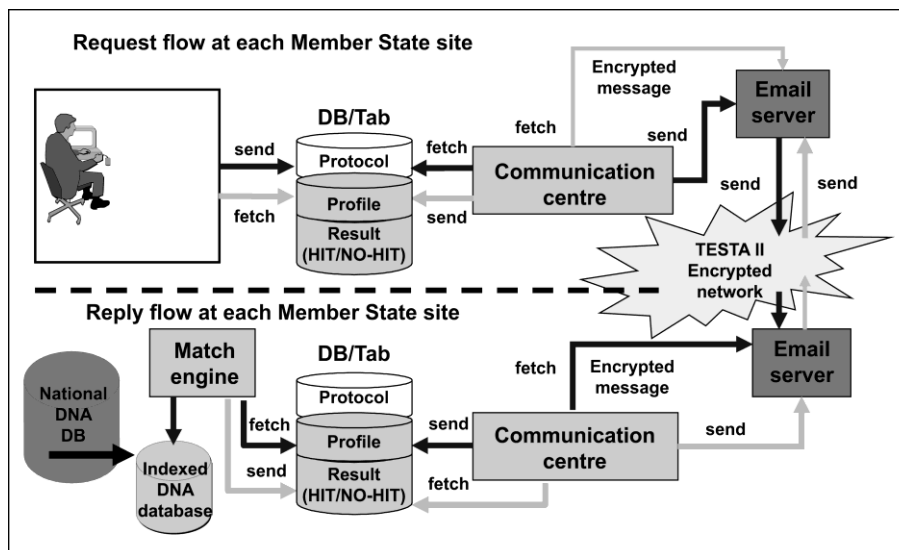 Request flow at each Member State site
Encrypted
message
Email
server
DB/Tab
fetch
send
send
fetch
Protocol
Communication
centre
Profile
fetch
send
Result
(HIT/NO-HIT)
send
send
TESTA II
Encrypted
network
Reply flow at each Member State site
Match
engine
DB/Tab
fetch
Encrypted
message
Email
server
National
DNA
DB
Protocol
fetch
send
Profile
Communication
centre
send
send
Indexed
DNA
database
Result
(HIT/NO-HIT)
fetch